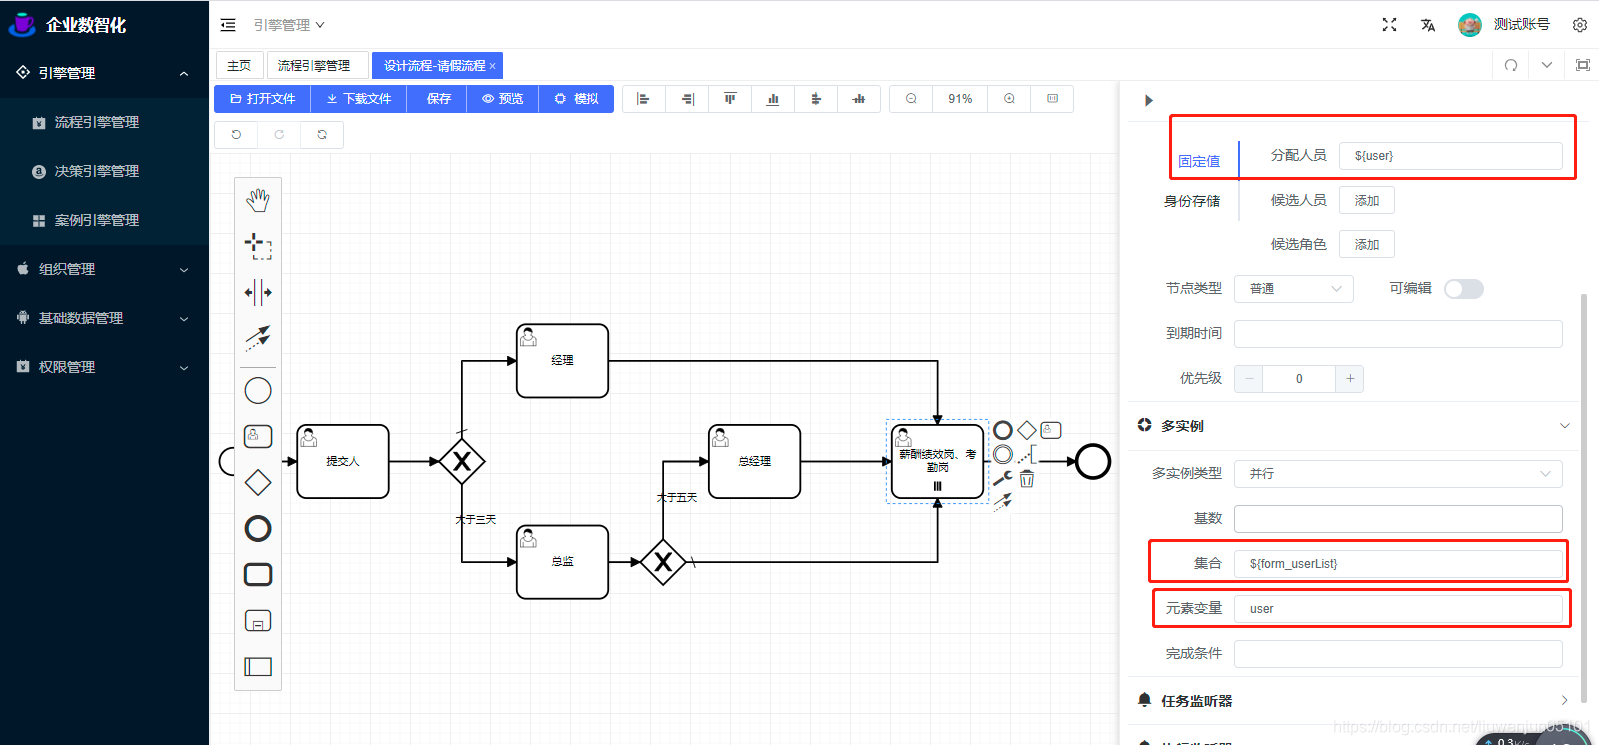 企业数智化
引擎管理
测试账号
引擎管理
主页
流程引擎管理
设计流程-请假流程 ×
打开文件
下载文件
保存
预览
模拟
91%
流程引擎管理
决策引擎管理
案例引擎管理
组织管理
基础数据管理
权限管理
提交人
经理
大于三天
总监
大于五天
总经理
薪酬绩效岗、考
勤岗
固定值
分配人员
${user}
身份存储
候选人员
添加
候选角色
添加
节点类型
普通
可编辑
到期时间
优先级
0
多实例
多实例类型
并行
基数
集合
${form_userList}
元素变量
user
完成条件
任务监听器